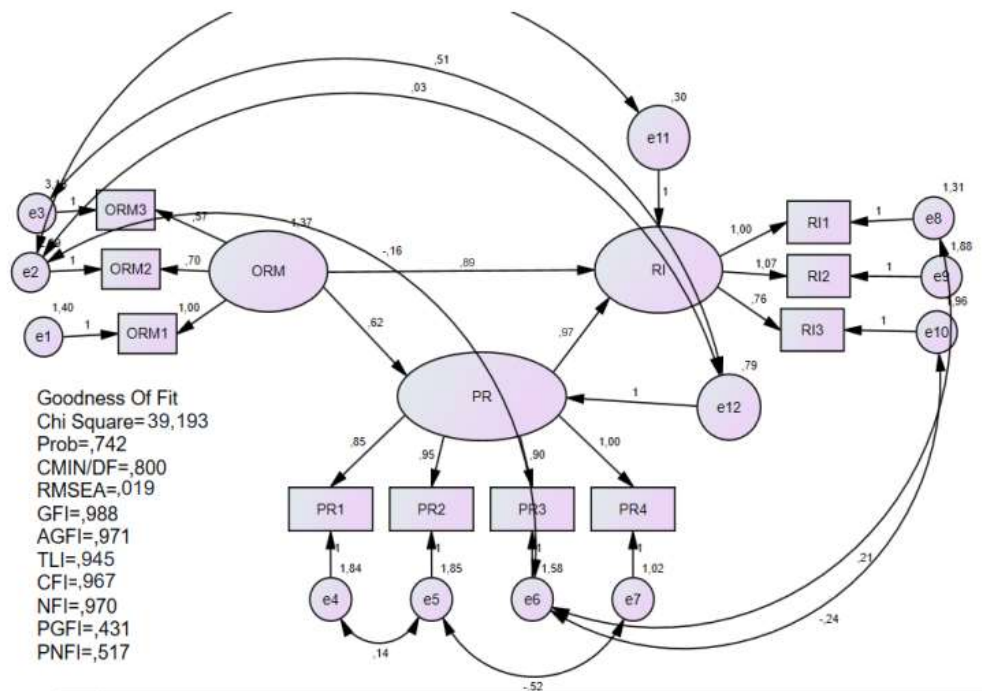 ,51
,03
,30
e11
3,
1
e3
1
ORM3
,57
1,37
-,16
RI1
1,00
1
1,31
e8
e2
1
ORM2
,70
ORM
,89
RI
1,07
RI2
1
1,88
e9
1,40
e1
1
ORM1
1,00
,76
RI3
1
,96
e10
,62
,97
PR
,79
1
e12
Goodness Of Fit
Chi Square=39,193
Prob=,742
CMIN/DF=,800
RMSEA=,019
GFI=,988
AGFI=,971
TLI=,945
CFI=,967
NFI=,970
PGFI=,431
PNFI=,517
,85
,95
,90
1,00
PR1
PR2
PR3
PR4
1
1
1
1
1,84
1,85
1,58
1,02
e4
e5
e6
e7
,14
-,52
,21
-,24